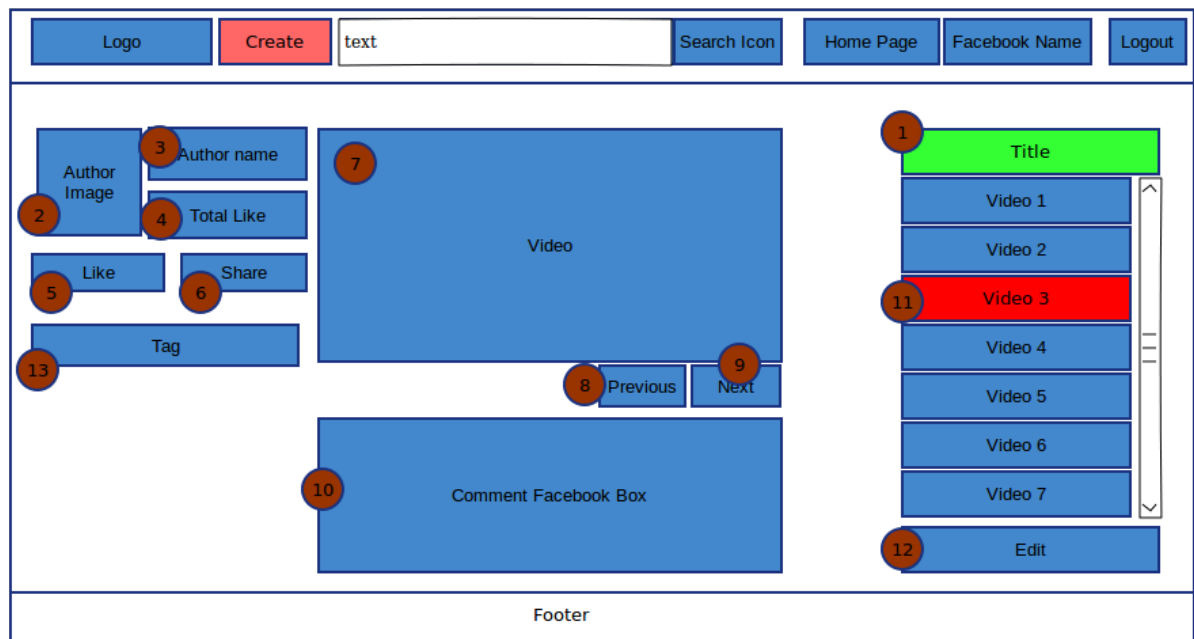 Logo
Create
text
Search Icon
Home Page
Facebook Name
Logout
Author
Image
2
3
Author name
4
Total Like
5
Like
6
Share
13
Tag
7
Video
8
Previous
9
Next
10
Comment Facebook Box
1
Title
Video 1
Video 2
11
Video 3
Video 4
Video 5
Video 6
Video 7
12
Edit
Footer